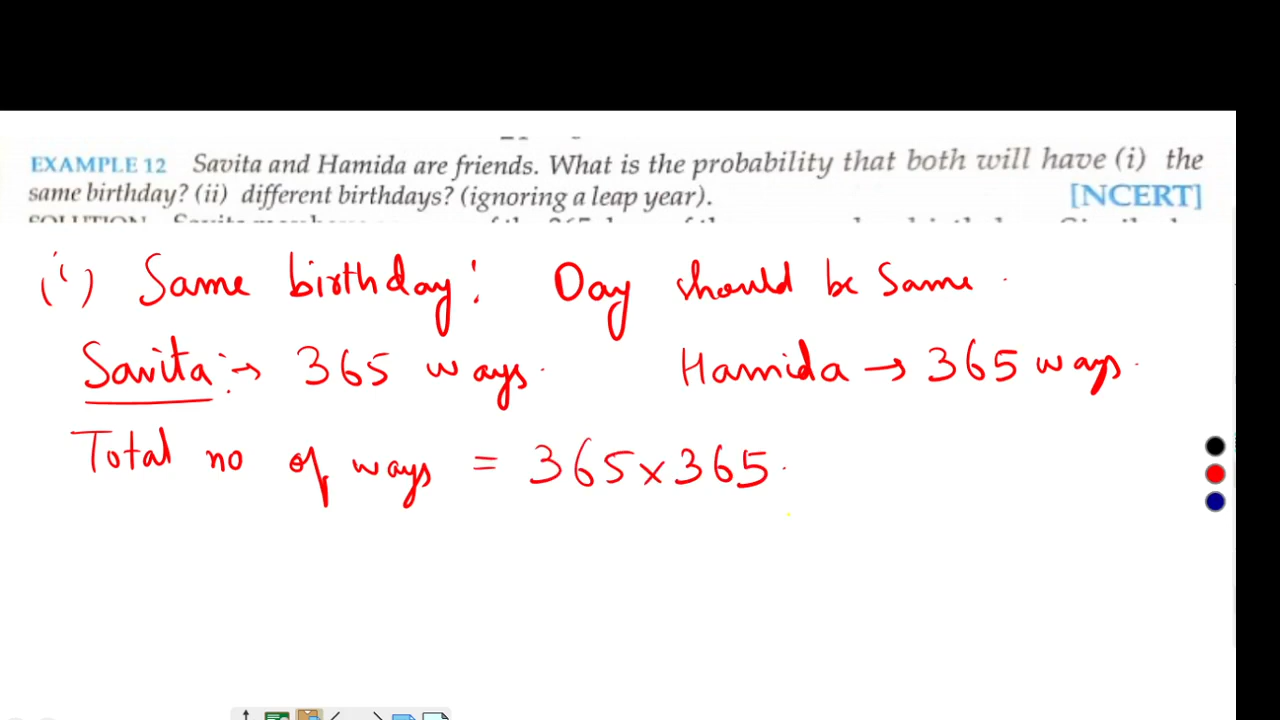 EXAMPLE 12 Savita and Hamida are friends. What is the probability that both will have (i) the
same birthday? (ii) different birthdays? (ignoring a leap year). [NCERT]
(i) Same birthday: Day should be same.
Savita :→ 365 ways. Hamida → 365 ways.
Total no of ways = 365×365.